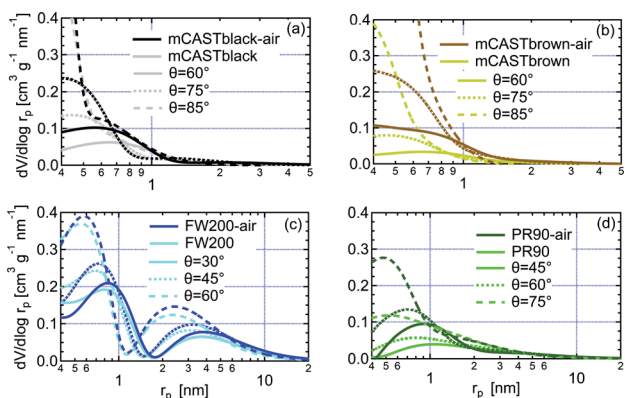 0.4
0.3
0.2
0.1
0.0
dV/dlog rp [cm3 g-1 nm-1]
4 5 6 7 8 9 1 2 3 4 5
(a)
mCASTblack-air
mCASTblack
θ=60°
θ=75°
θ=85°
0.4
0.3
0.2
0.1
0.0
4 5 6 7 8 9 1 2 3 4 5
(b)
mCASTbrown-air
mCASTbrown
θ=60°
θ=75°
θ=85°
0.4
0.3
0.2
0.1
0.0
dV/dlog rp [cm3 g-1 nm-1]
4 5 6 1 2 4 5 6 10 2
rp [nm]
(c)
FW200-air
FW200
θ=30°
θ=45°
θ=60°
0.4
0.3
0.2
0.1
0.0
4 5 6 1 2 4 5 6 10 2
rp [nm]
(d)
PR90-air
PR90
θ=45°
θ=60°
θ=75°